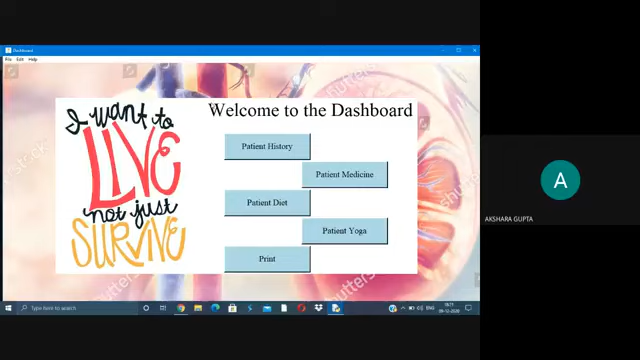 Dashboard
File Edit Help
I want to
LIVE
not just
SURVIVE
Welcome to the Dashboard
Patient History
Patient Medicine
Patient Diet
Patient Yoga
Print
A
AKSHARA GUPTA
Type here to search
ENG